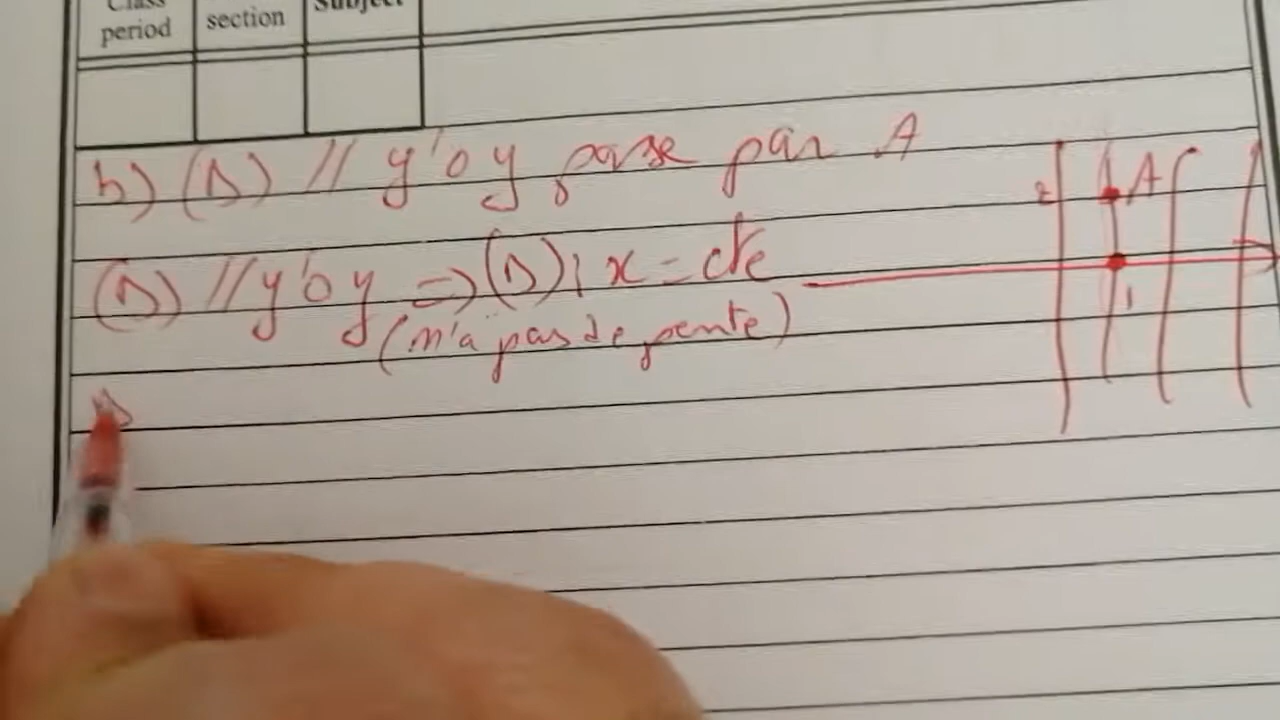 Class period
section
Subject
b) (D) // y'oy passe par A
(D) // y'oy => (D): x = cte
(n'a pas de pente)
2
A
1